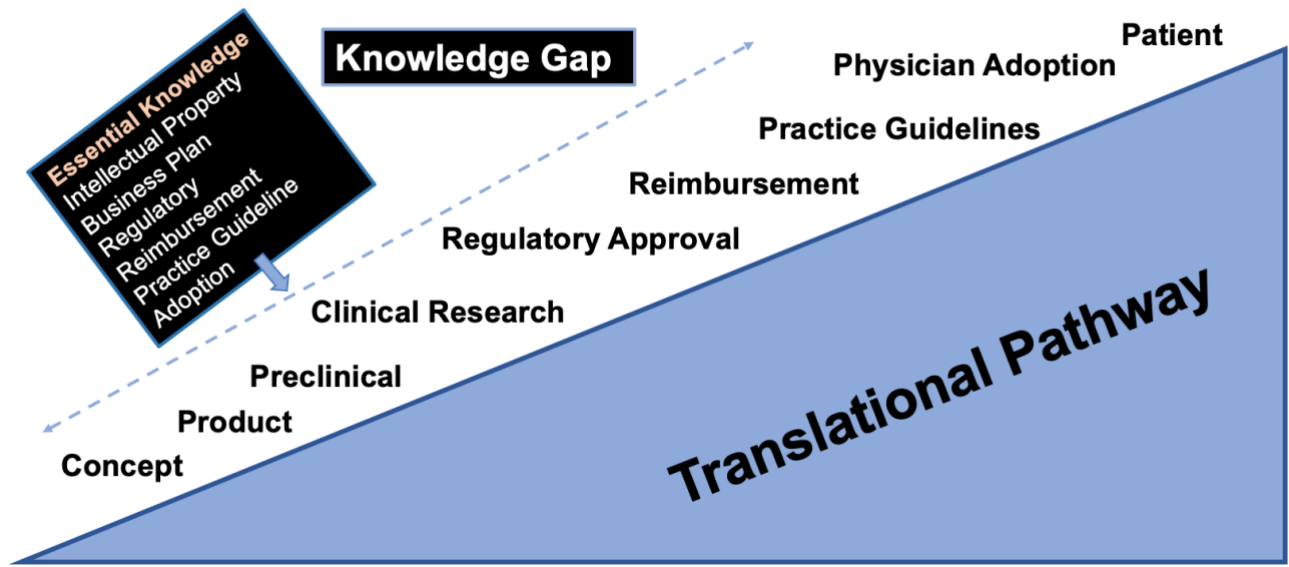 Essential Knowledge
Intellectual Property
Business Plan
Regulatory
Reimbursement
Practice Guideline
Adoption
Knowledge Gap
Patient
Physician Adoption
Practice Guidelines
Reimbursement
Regulatory Approval
Clinical Research
Preclinical
Product
Concept
Translational Pathway